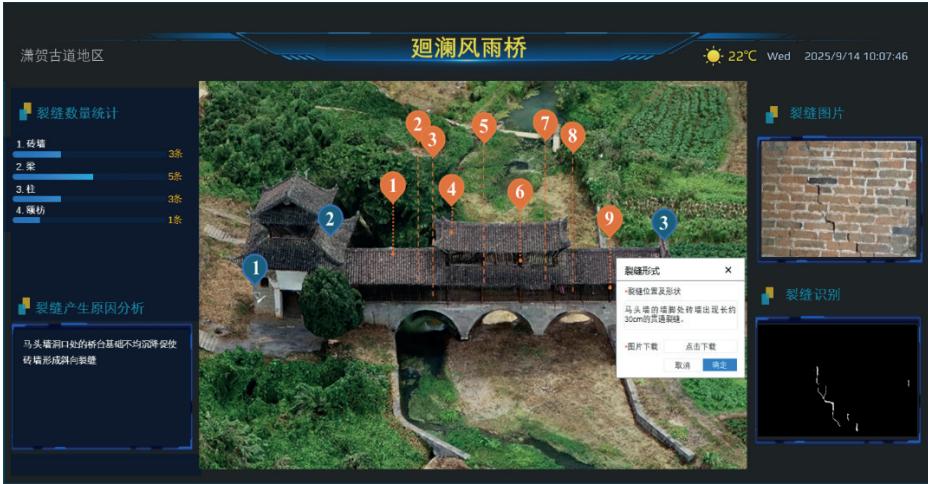 廻澜风雨桥
潇贺古道地区
22℃ Wed 2025/9/14 10:07:46
裂缝数量统计
1. 砖墙
3条
2. 梁
5条
3. 柱
3条
4. 额枋
1条
裂缝产生原因分析
马头墙洞口处的桥台基础不均沉降促使
砖墙形成斜向裂缝
1
2
3
4
5
6
7
8
9
1
2
3
裂缝形式 ×
•裂缝位置及形状
马头墙的墙脚处砖墙出现长约
30cm的贯通裂缝。
•图片下载 点击下载
取消 确定
裂缝图片
裂缝识别